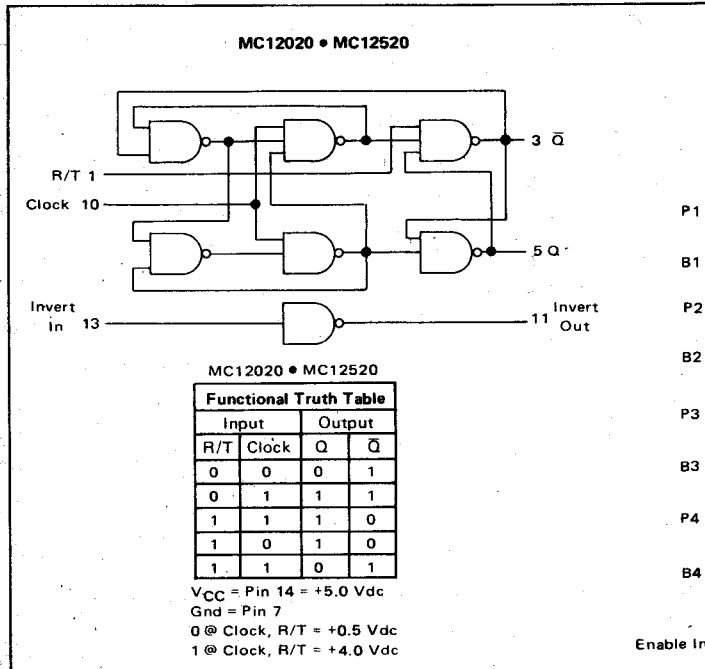 MC12020 ● MC12520
3 Q̅
R/T 1
Clock 10
P1
5 Q
B1
Invert In 13
11 Invert Out
P2
B2
MC12020 ● MC12520
Functional Truth Table
Input Output
R/T Clock Q Q̅
0 0 0 1
0 1 1 1
1 1 1 0
1 0 1 0
1 1 0 1
P3
B3
P4
B4
VCC = Pin 14 = +5.0 Vdc
Gnd = Pin 7
0 @ Clock, R/T = +0.5 Vdc
1 @ Clock, R/T = +4.0 Vdc
Enable In